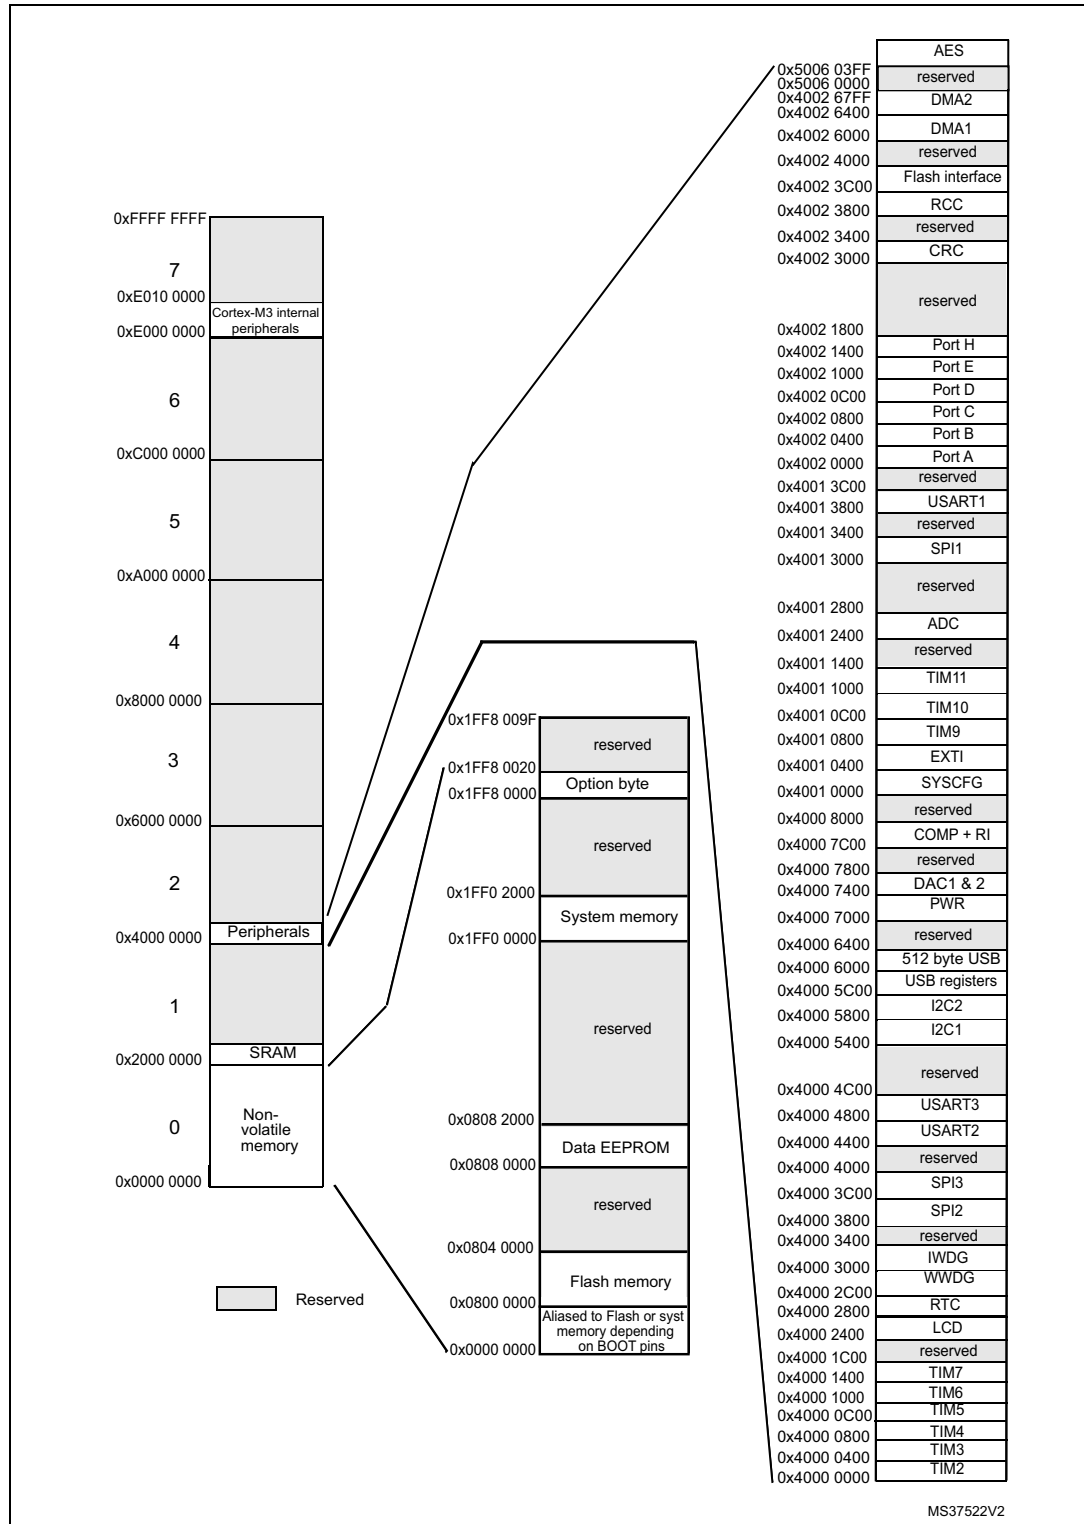 0xFFFF FFFF
7
0xE010 0000
Cortex-M3 internal
peripherals
0xE000 0000
6
0xC000 0000
5
0xA000 0000
4
0x8000 0000
3
0x6000 0000
2
Peripherals
0x4000 0000
1
SRAM
0x2000 0000
Non-
volatile
memory
0
0x0000 0000
Reserved
0x1FF8 009F
reserved
0x1FF8 0020
Option byte
0x1FF8 0000
reserved
0x1FF0 2000
System memory
0x1FF0 0000
reserved
0x0808 2000
Data EEPROM
0x0808 0000
reserved
0x0804 0000
Flash memory
0x0800 0000
Aliased to Flash or syst
memory depending
on BOOT pins
0x0000 0000
AES
0x5006 03FF
reserved
0x5006 0000
0x4002 67FF
DMA2
0x4002 6400
DMA1
0x4002 6000
reserved
0x4002 4000
Flash interface
0x4002 3C00
RCC
0x4002 3800
reserved
0x4002 3400
CRC
0x4002 3000
reserved
0x4002 1800
Port H
0x4002 1400
Port E
0x4002 1000
Port D
0x4002 0C00
Port C
0x4002 0800
Port B
0x4002 0400
Port A
0x4002 0000
reserved
0x4001 3C00
USART1
0x4001 3800
reserved
0x4001 3400
SPI1
0x4001 3000
reserved
0x4001 2800
ADC
0x4001 2400
reserved
0x4001 1400
TIM11
0x4001 1000
TIM10
0x4001 0C00
TIM9
0x4001 0800
EXTI
0x4001 0400
SYSCFG
0x4001 0000
reserved
0x4000 8000
COMP + RI
0x4000 7C00
reserved
0x4000 7800
DAC1 & 2
0x4000 7400
PWR
0x4000 7000
reserved
0x4000 6400
512 byte USB
0x4000 6000
USB registers
0x4000 5C00
I2C2
0x4000 5800
I2C1
0x4000 5400
reserved
0x4000 4C00
USART3
0x4000 4800
USART2
0x4000 4400
reserved
0x4000 4000
SPI3
0x4000 3C00
SPI2
0x4000 3800
reserved
0x4000 3400
IWDG
0x4000 3000
WWDG
0x4000 2C00
RTC
0x4000 2800
LCD
0x4000 2400
reserved
0x4000 1C00
TIM7
0x4000 1400
TIM6
0x4000 1000
TIM5
0x4000 0C00
TIM4
0x4000 0800
TIM3
0x4000 0400
TIM2
0x4000 0000
MS37522V2